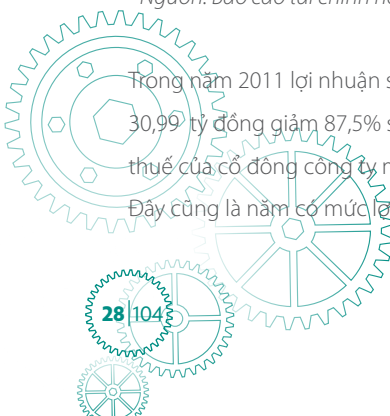 Nguồn: Báo cáo tài chính
Trong năm 2011 lợi nhuận
30,99 tỷ đồng giảm 87,5%
thuế của cổ đông công ty
Đây cũng là năm có mức
28|104